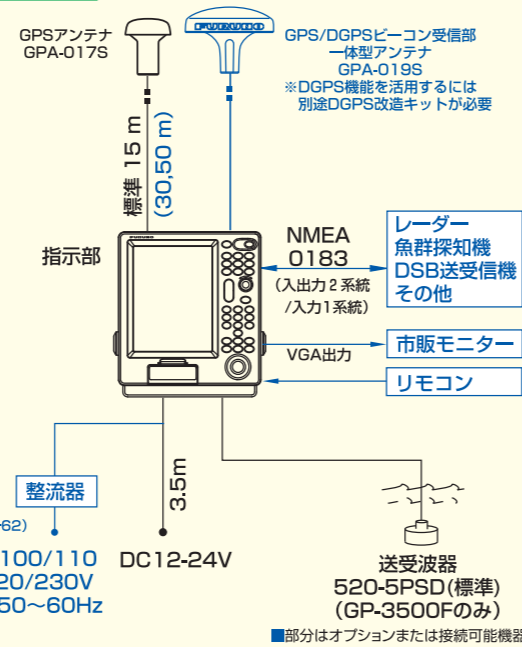 GPSアンテナ
GPA-017S
FURUNO
GPS/DGPSビーコン受信部
一体型アンテナ
GPA-019S
※DGPS機能を活用するには
別途DGPS改造キットが必要
標準 15 m
(30,50 m)
指示部
FURUNO
NMEA
0183
(入出力2系統
/入力1系統)
レーダー
魚群探知機
DSB送受信機
その他
VGA出力
市販モニター
リモコン
整流器
-62)
100/110
20/230V
50〜60Hz
3.5m
DC12-24V
送受波器
520-5PSD(標準)
(GP-3500Fのみ)
■部分はオプションまたは接続可能機器